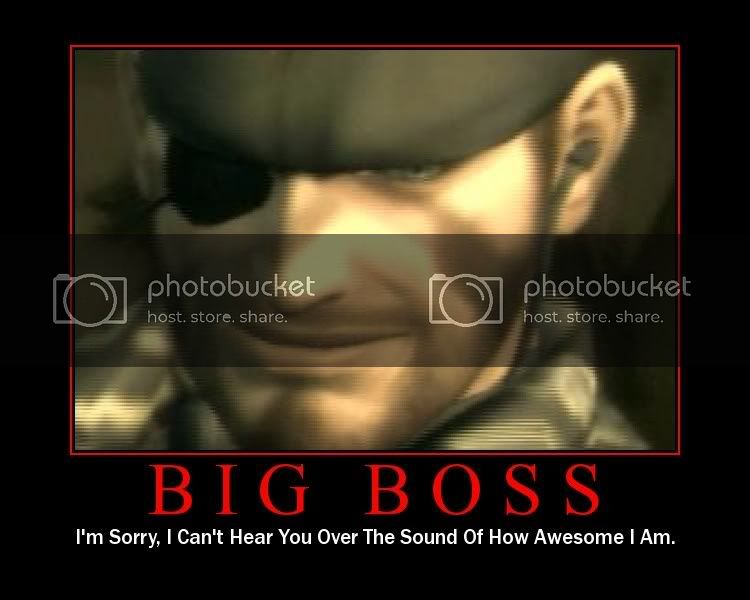 photobucket photobucket
host. store. share. host. store. share.
BIG BOSS
I'm Sorry, I Can't Hear You Over The Sound Of How Awesome I Am.